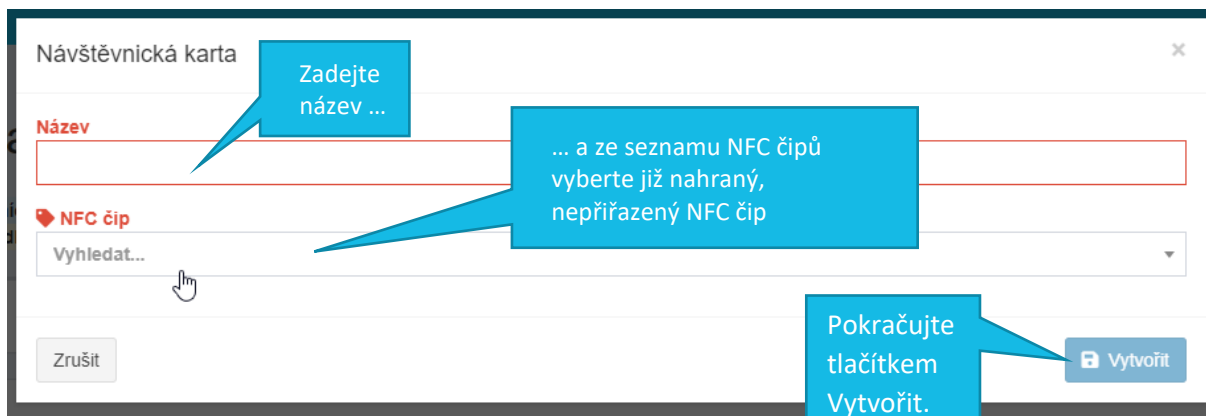 Návštěvnická karta
×
Zadejte
název ...
Název
... a ze seznamu NFC čipů
vyberte již nahraný,
nepřiřazený NFC čip
NFC čip
Vyhledat...
Pokračujte
tlačítkem
Vytvořit.
Zrušit
Vytvořit